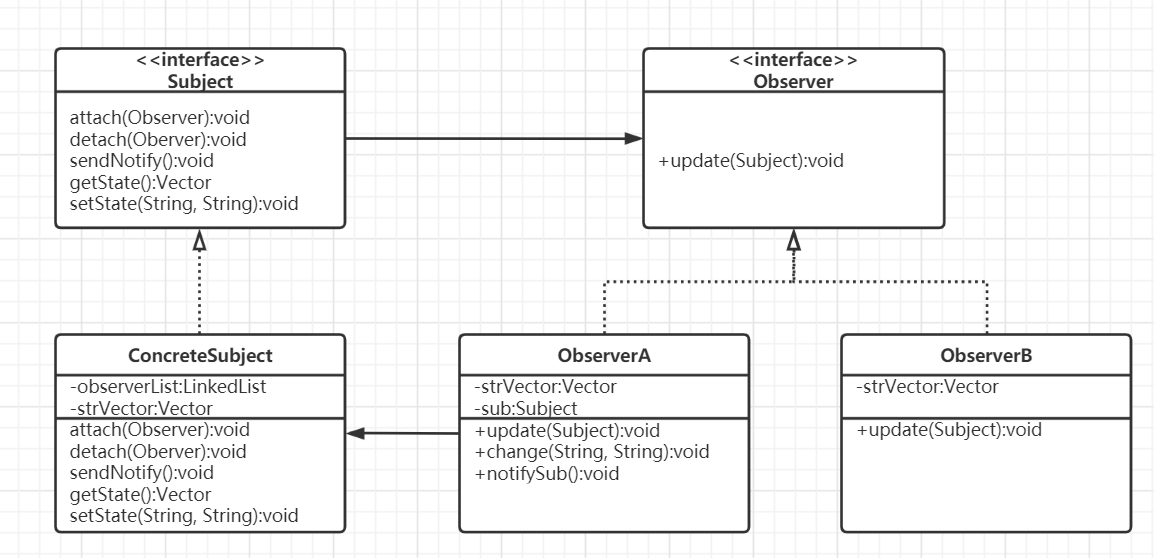 <<interface>>
Subject
attach(Observer):void
detach(Oberver):void
sendNotify():void
getState():Vector
setState(String, String):void
<<interface>>
Observer
+update(Subject):void
ConcreteSubject
-observerList:LinkedList
-strVector:Vector
attach(Observer):void
detach(Oberver):void
sendNotify():void
getState():Vector
setState(String, String):void
ObserverA
-strVector:Vector
-sub:Subject
+update(Subject):void
+change(String, String):void
+notifySub():void
ObserverB
-strVector:Vector
+update(Subject):void